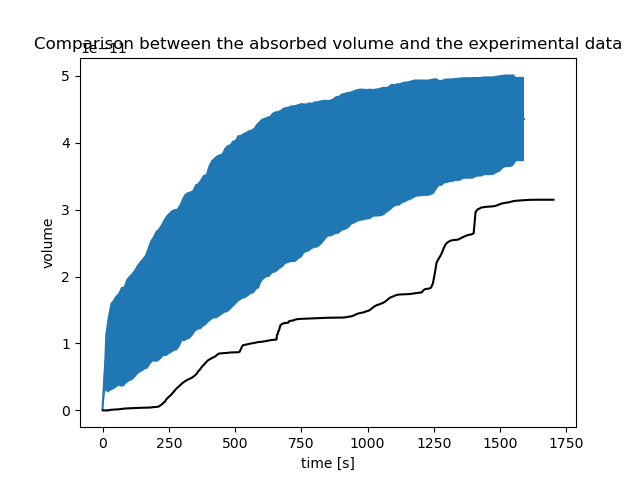 Comparison between the absorbed volume and the experimental data
1e−11
5
4
3
2
1
0
volume
0 250 500 750 1000 1250 1500 1750
time [s]